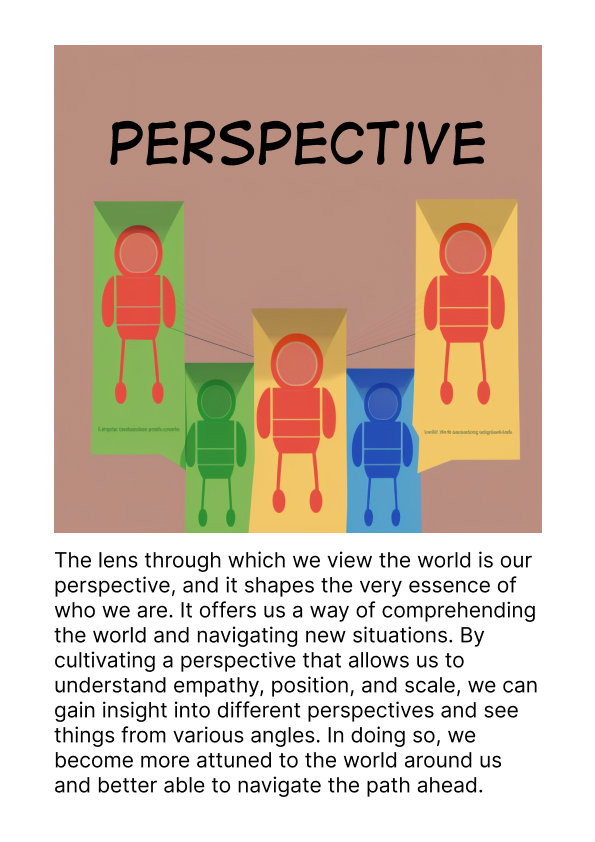 PERSPECTIVE
The lens through which we view the world is our
perspective, and it shapes the very essence of
who we are. It offers us a way of comprehending
the world and navigating new situations. By
cultivating a perspective that allows us to
understand empathy, position, and scale, we can
gain insight into different perspectives and see
things from various angles. In doing so, we
become more attuned to the world around us
and better able to navigate the path ahead.